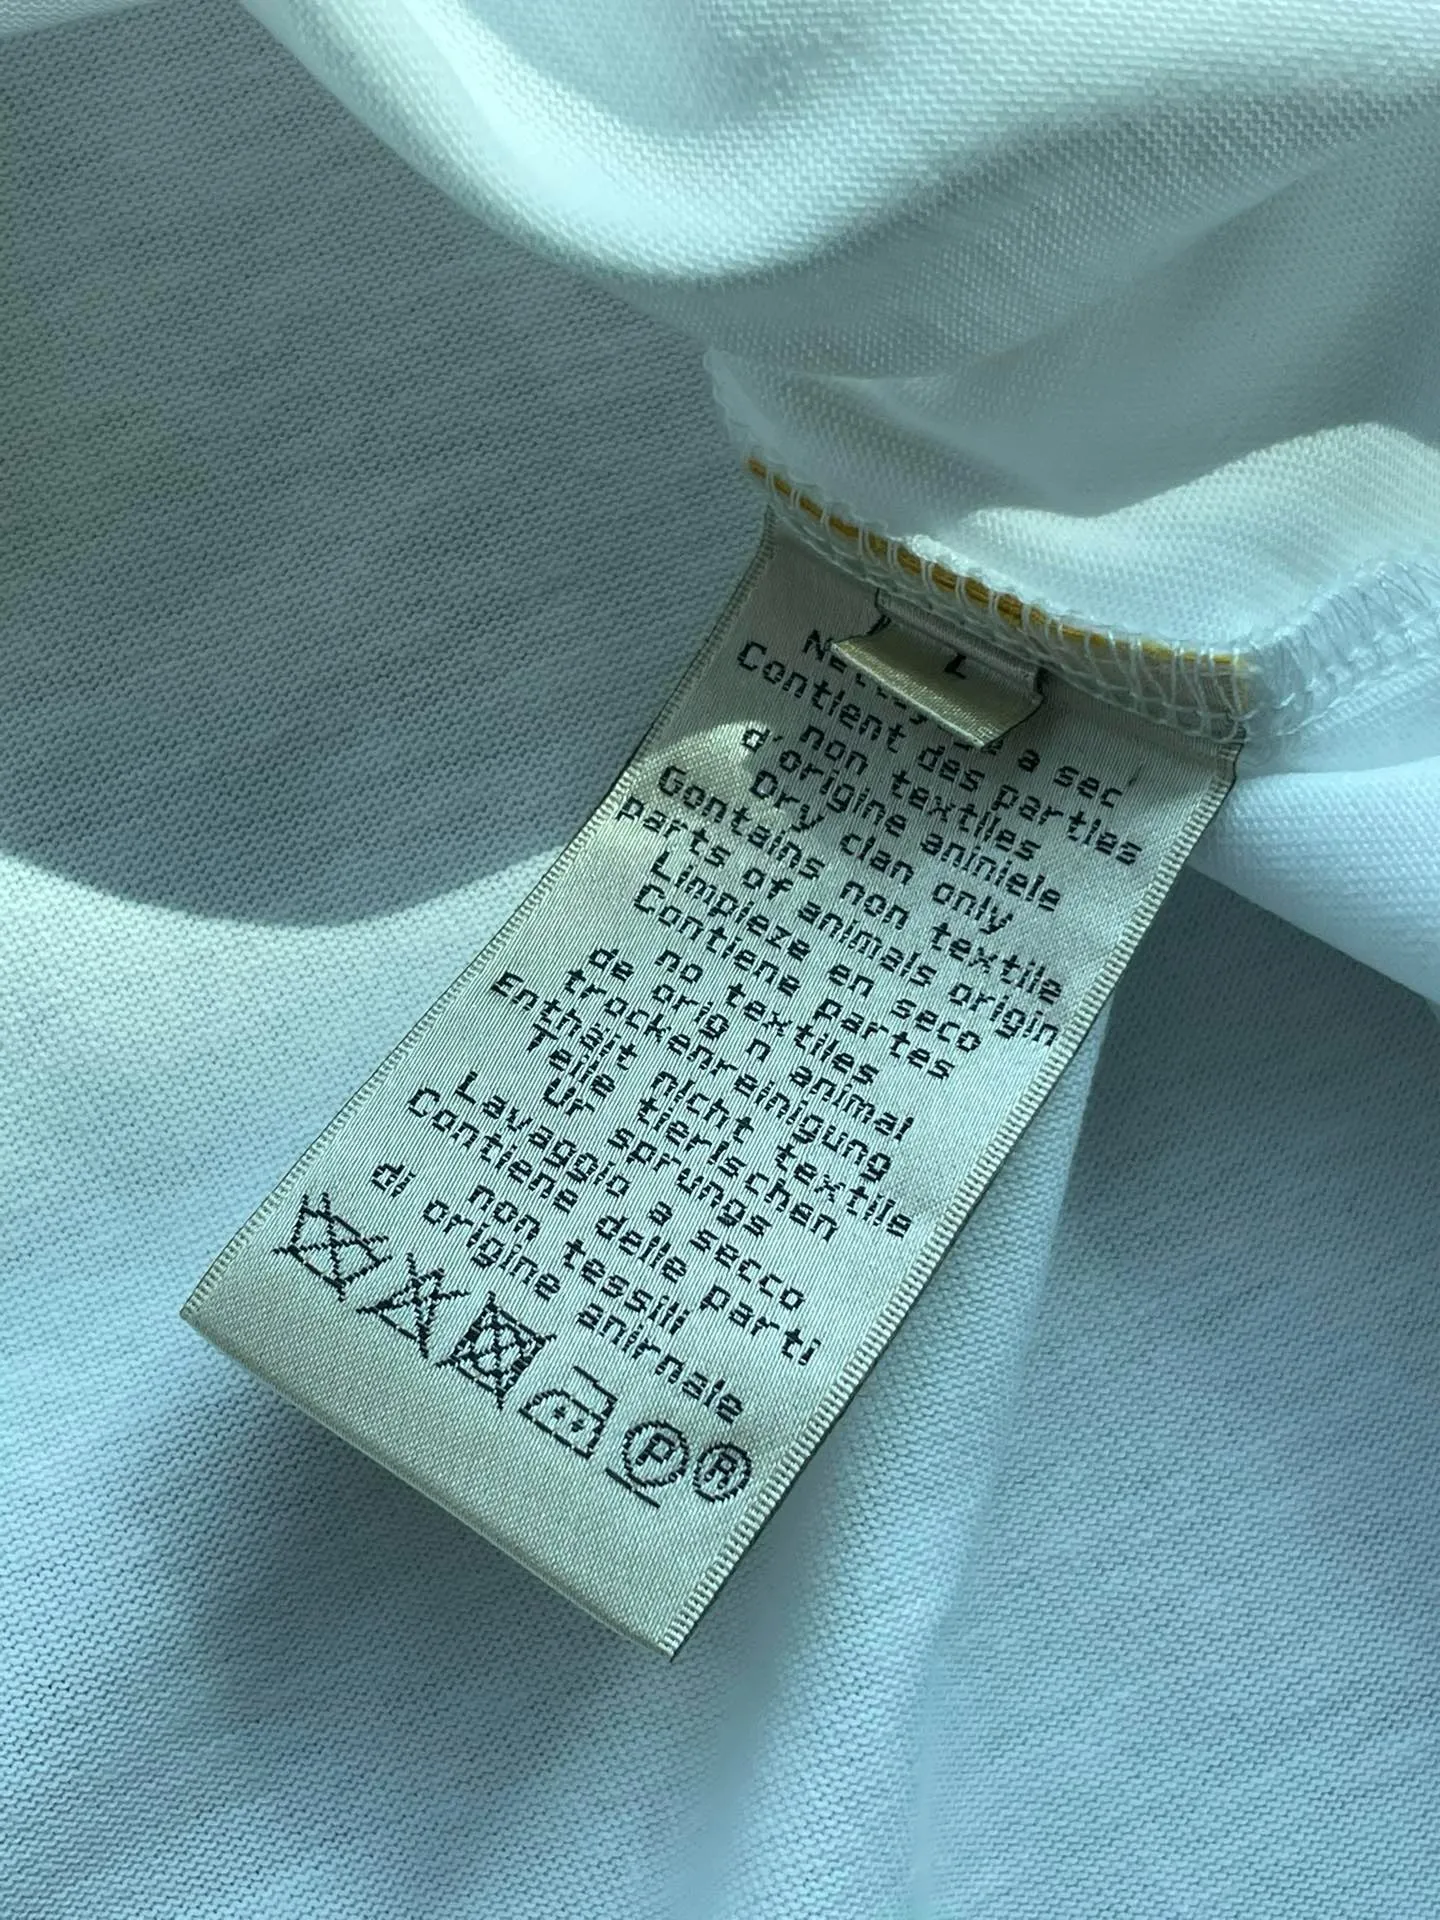 L
a sec
Contient des parties
non textiles
d'origine aniniele
Dry clan only
Gontains non textile
parts of animals origin
Limpieze en seco
Contiene partes
de no textiles
orig n animal
trockenreinigung
Enthait nicht textile
Teile tierischen
Ur sprungs
Lavaggio a secco
Contiene delle parti
non tessili
di origine anirnale
P R